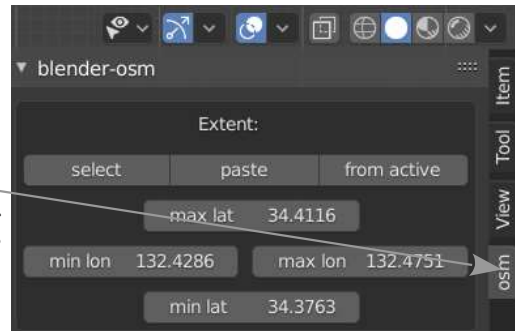 blender-osm
Extent:
select paste from active
max lat 34.4116
min lon 132.4286 max lon 132.4751
min lat 34.3763
Item
Tool
View
osm